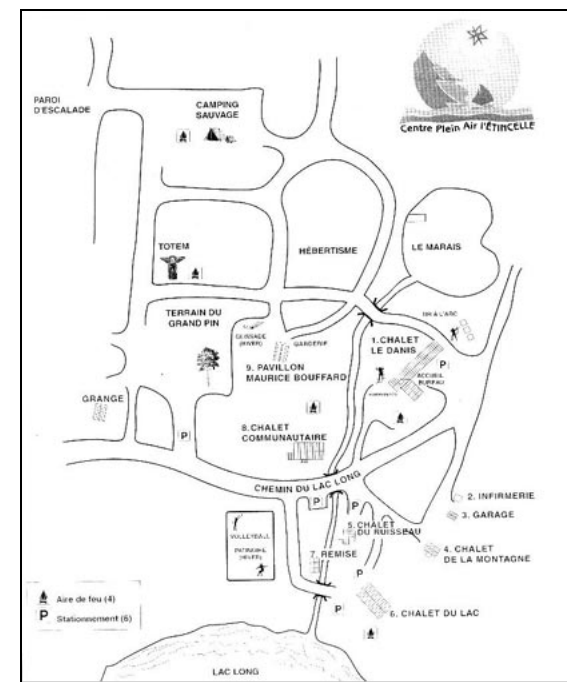 Centre Plein Air l'ÉTINCELLE
PAROI
D'ESCALADE
CAMPING
SAUVAGE
TOTEM
HÉBERTISME
LE MARAIS
TERRAIN DU
GRAND PIN
GLISSADE
(HIVER)
GARDERIE
TIR À L'ARC
1. CHALET
LE DANIS
P
ACCUEIL
BUREAU
9. PAVILLON
MAURICE BOUFFARD
GRANGE
P
8. CHALET
COMMUNAUTAIRE
CHEMIN DU LAC LONG
P
P
2. INFIRMERIE
3. GARAGE
5. CHALET
DU RUISSEAU
4. CHALET
DE LA MONTAGNE
VOLLEYBALL
PATINOIRE
(HIVER)
7. REMISE
P
6. CHALET DU LAC
Aire de feu (4)
P Stationnement (6)
LAC LONG